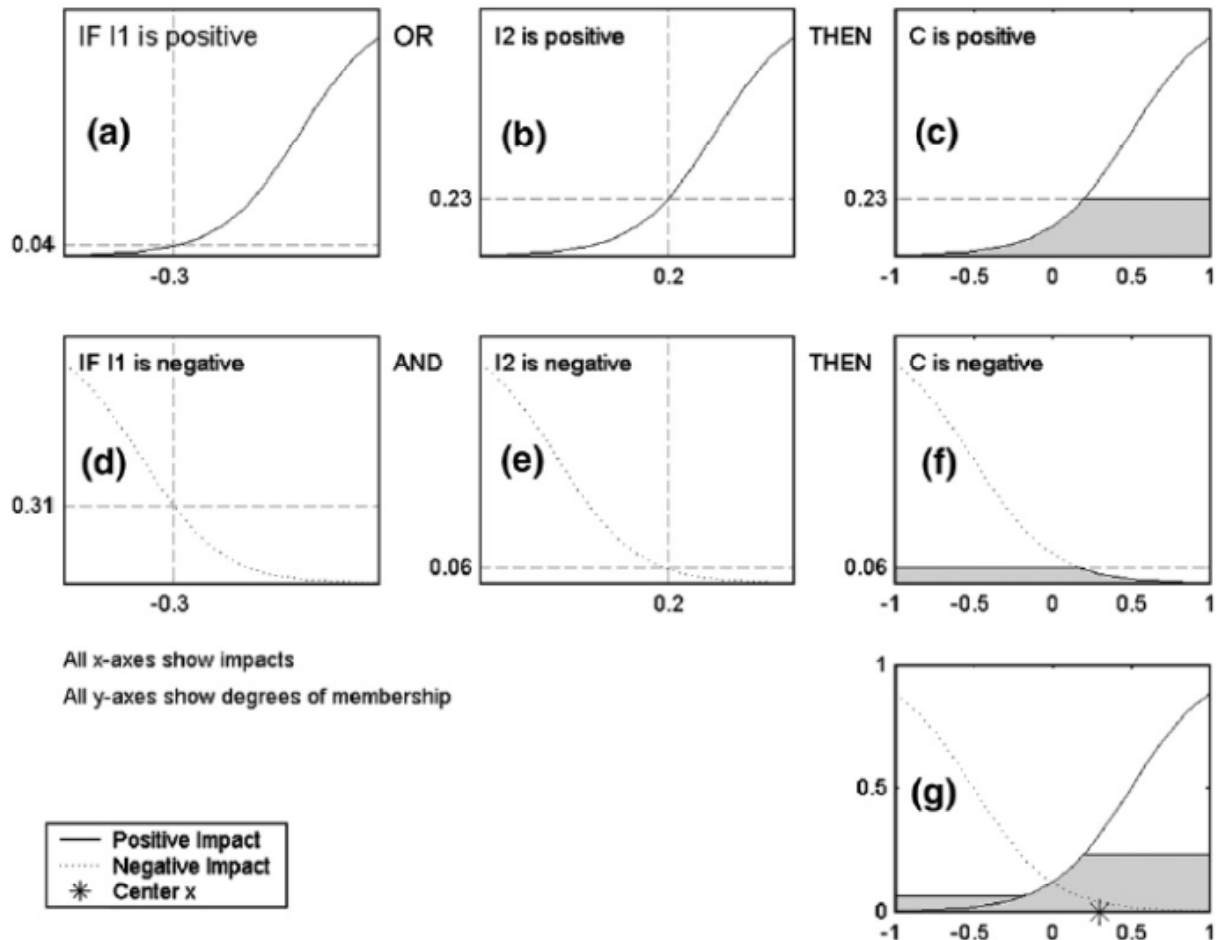 IF I1 is positive OR I2 is positive THEN C is positive
(a) (b) (c)
0.23 0.23
0.04
-0.3 0.2 -1 -0.5 0 0.5 1
IF I1 is negative AND I2 is negative THEN C is negative
(d) (e) (f)
0.31
0.06 0.06
-0.3 0.2 -1 -0.5 0 0.5 1
All x-axes show impacts
All y-axes show degrees of membership
1
0.5
(g)
0
-1 -0.5 0 0.5 1
Positive Impact
Negative Impact
Center x